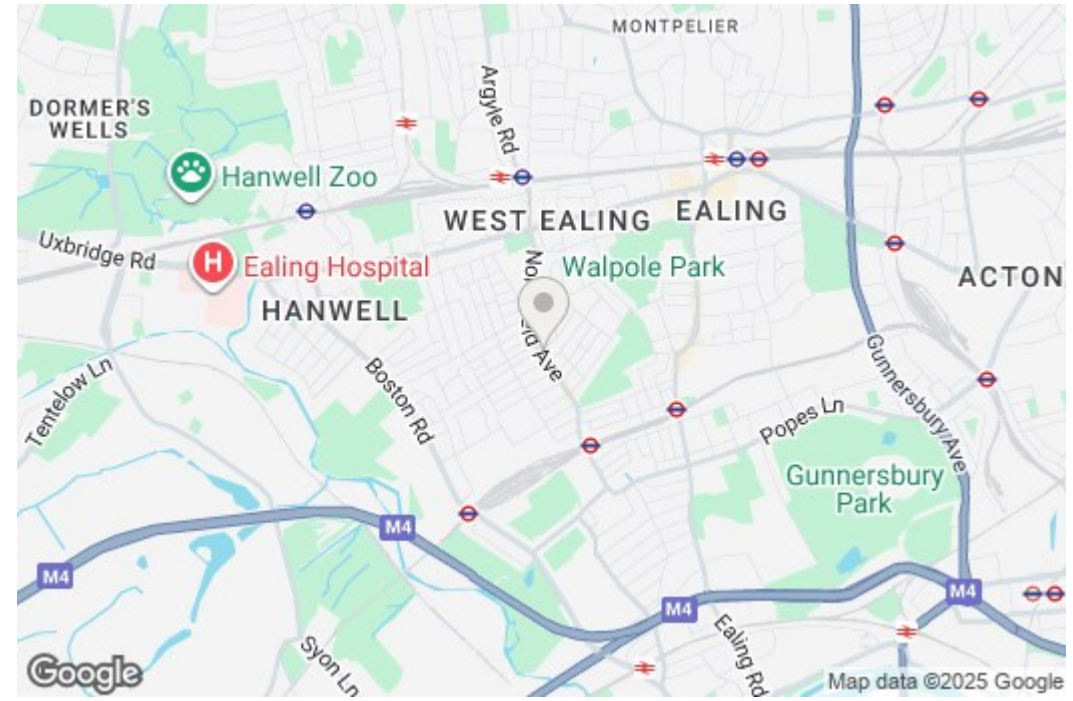 MONTPELIER
DORMER'S
WELLS
Argyle Rd
Hanwell Zoo
WEST EALING
EALING
Uxbridge Rd
H
Ealing Hospital
Walpole Park
ACTON
HANWELL
Ave
Gunnersbury Ave
Boston Rd
Tentelow Ln
Popes Ln
Gunnersbury
Park
M4
M4
M4
M4
Ealing Rd
Syon Ln
Google
Map data ©2025 Google